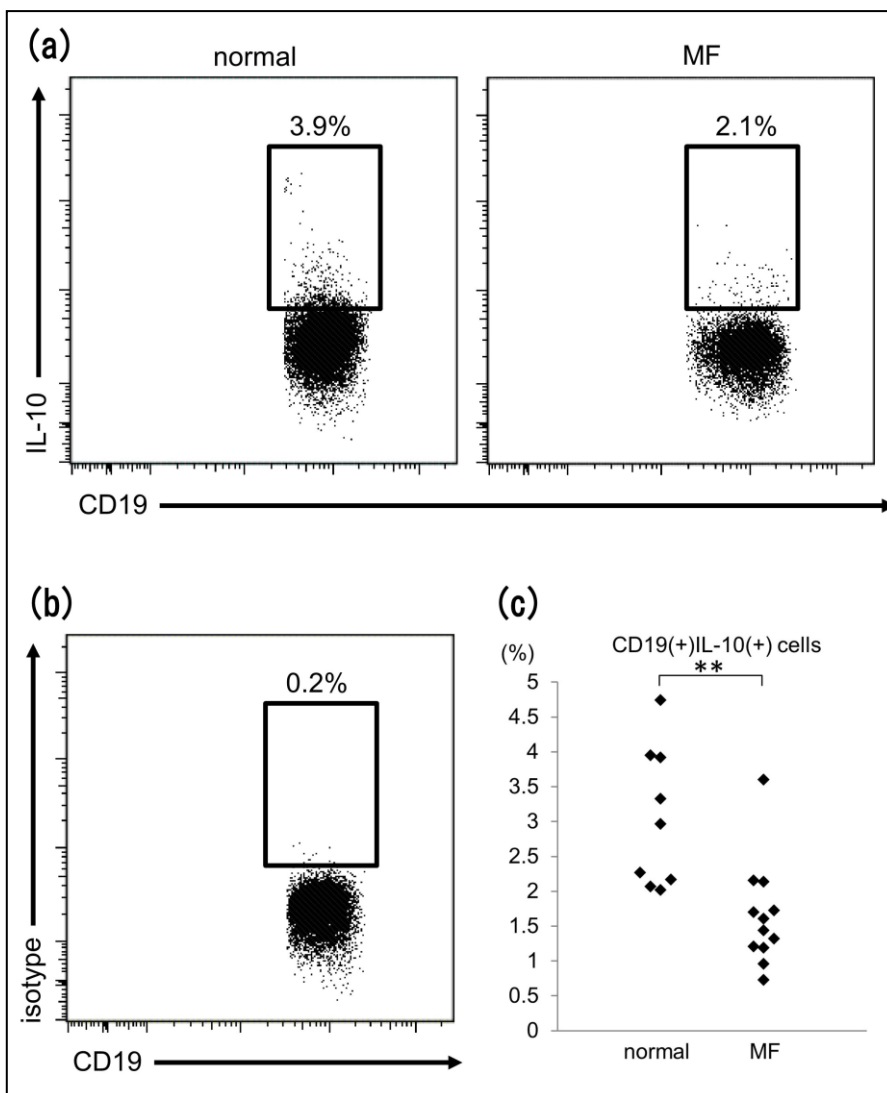 (a)
normal
MF
3.9%
2.1%
IL-10
CD19
(b)
0.2%
isotype
CD19
(c)
CD19(+)IL-10(+) cells
(%)
**
5
4.5
4
3.5
3
2.5
2
1.5
1
0.5
0
normal
MF